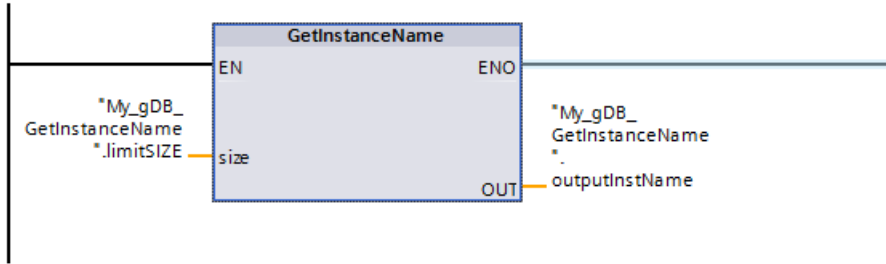 GetInstanceName
EN
ENO
"My_gDB_
GetInstanceName
".limitSIZE
size
"My_gDB_
GetInstanceName
".
outputInstName
OUT